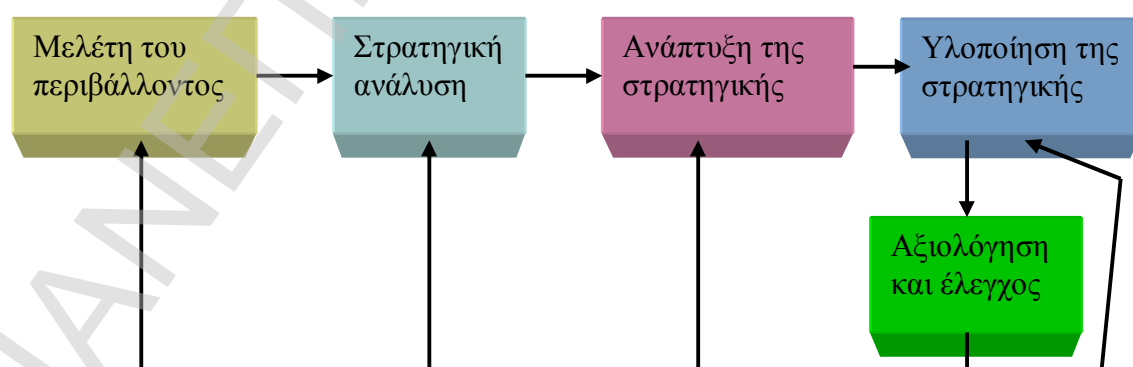 Μελέτη του
περιβάλλοντος
Στρατηγική
ανάλυση
Ανάπτυξη της
στρατηγικής
Υλοποίηση της
στρατηγικής
Αξιολόγηση
και έλεγχος